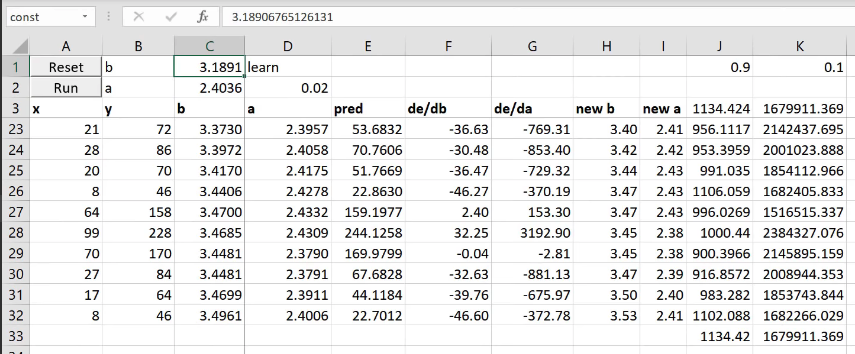 const fx 3.18906765126131
A B C D E F G H I J K
1 Reset b 3.1891 learn 0.9 0.1
2 Run a 2.4036 0.02
3 x y b a pred de/db de/da new b new a 1134.424 1679911.369
23 21 72 3.3730 2.3957 53.6832 -36.63 -769.31 3.40 2.41 956.1117 2142437.695
24 28 86 3.3972 2.4058 70.7606 -30.48 -853.40 3.42 2.42 953.3959 2001023.888
25 20 70 3.4170 2.4175 51.7669 -36.47 -729.32 3.44 2.43 991.035 1854112.966
26 8 46 3.4406 2.4278 22.8630 -46.27 -370.19 3.47 2.43 1106.059 1682405.833
27 64 158 3.4700 2.4332 159.1977 2.40 153.30 3.47 2.43 996.0269 1516515.337
28 99 228 3.4685 2.4309 244.1258 32.25 3192.90 3.45 2.38 1000.44 2384327.076
29 70 170 3.4481 2.3790 169.9799 -0.04 -2.81 3.45 2.38 900.3966 2145895.159
30 27 84 3.4481 2.3791 67.6828 -32.63 -881.13 3.47 2.39 916.8572 2008944.353
31 17 64 3.4699 2.3911 44.1184 -39.76 -675.97 3.50 2.40 983.282 1853743.844
32 8 46 3.4961 2.4006 22.7012 -46.60 -372.78 3.53 2.41 1102.088 1682266.029
33 1134.42 1679911.369